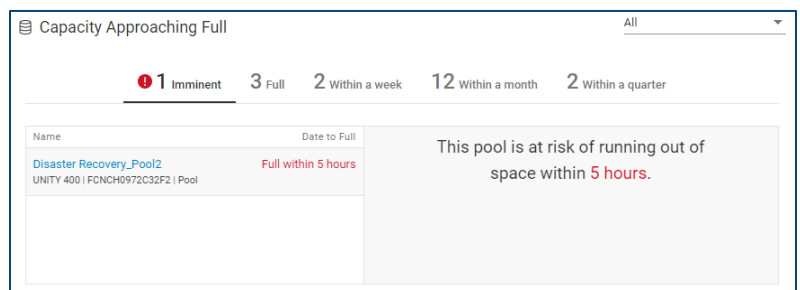 Capacity Approaching Full
All
1 Imminent 3 Full 2 Within a week 12 Within a month 2 Within a quarter
Name Date to Full
Disaster Recovery_Pool2 Full within 5 hours
UNITY 400 | FCNCH0972C32F2 | Pool
This pool is at risk of running out of
space within 5 hours.